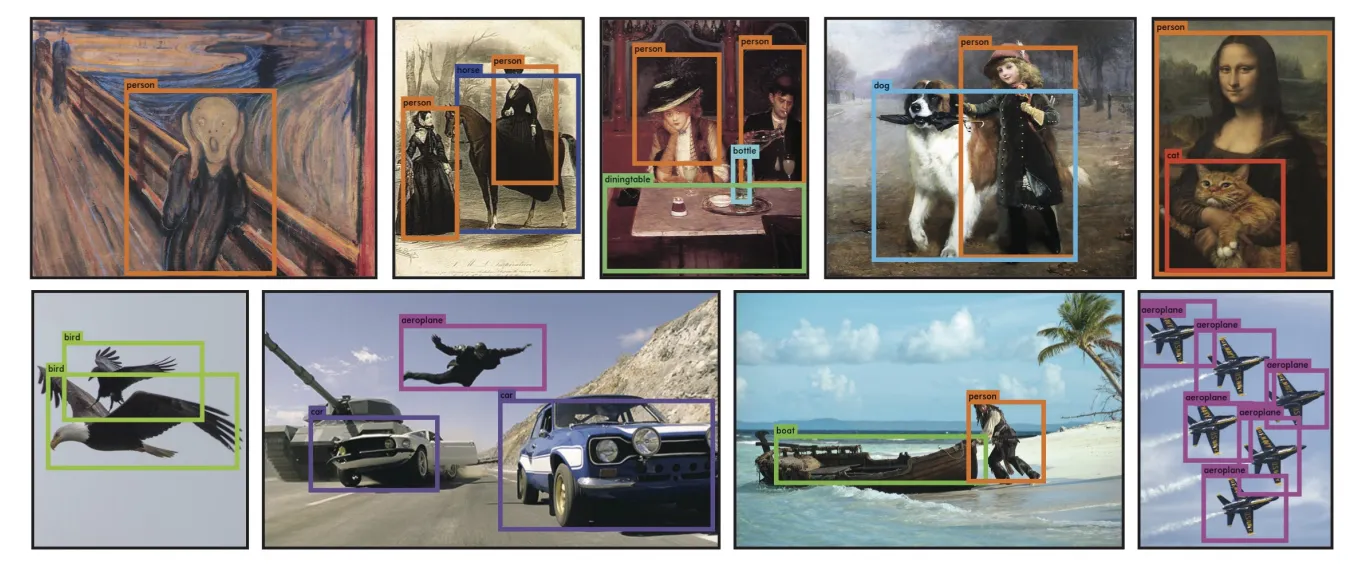 person
horse
person
person
person
person
bottle
diningtable
dog
person
person
cat
bird
bird
aeroplane
car
car
boat
person
aeroplane
aeroplane
aeroplane
aeroplane
aeroplane
aeroplane